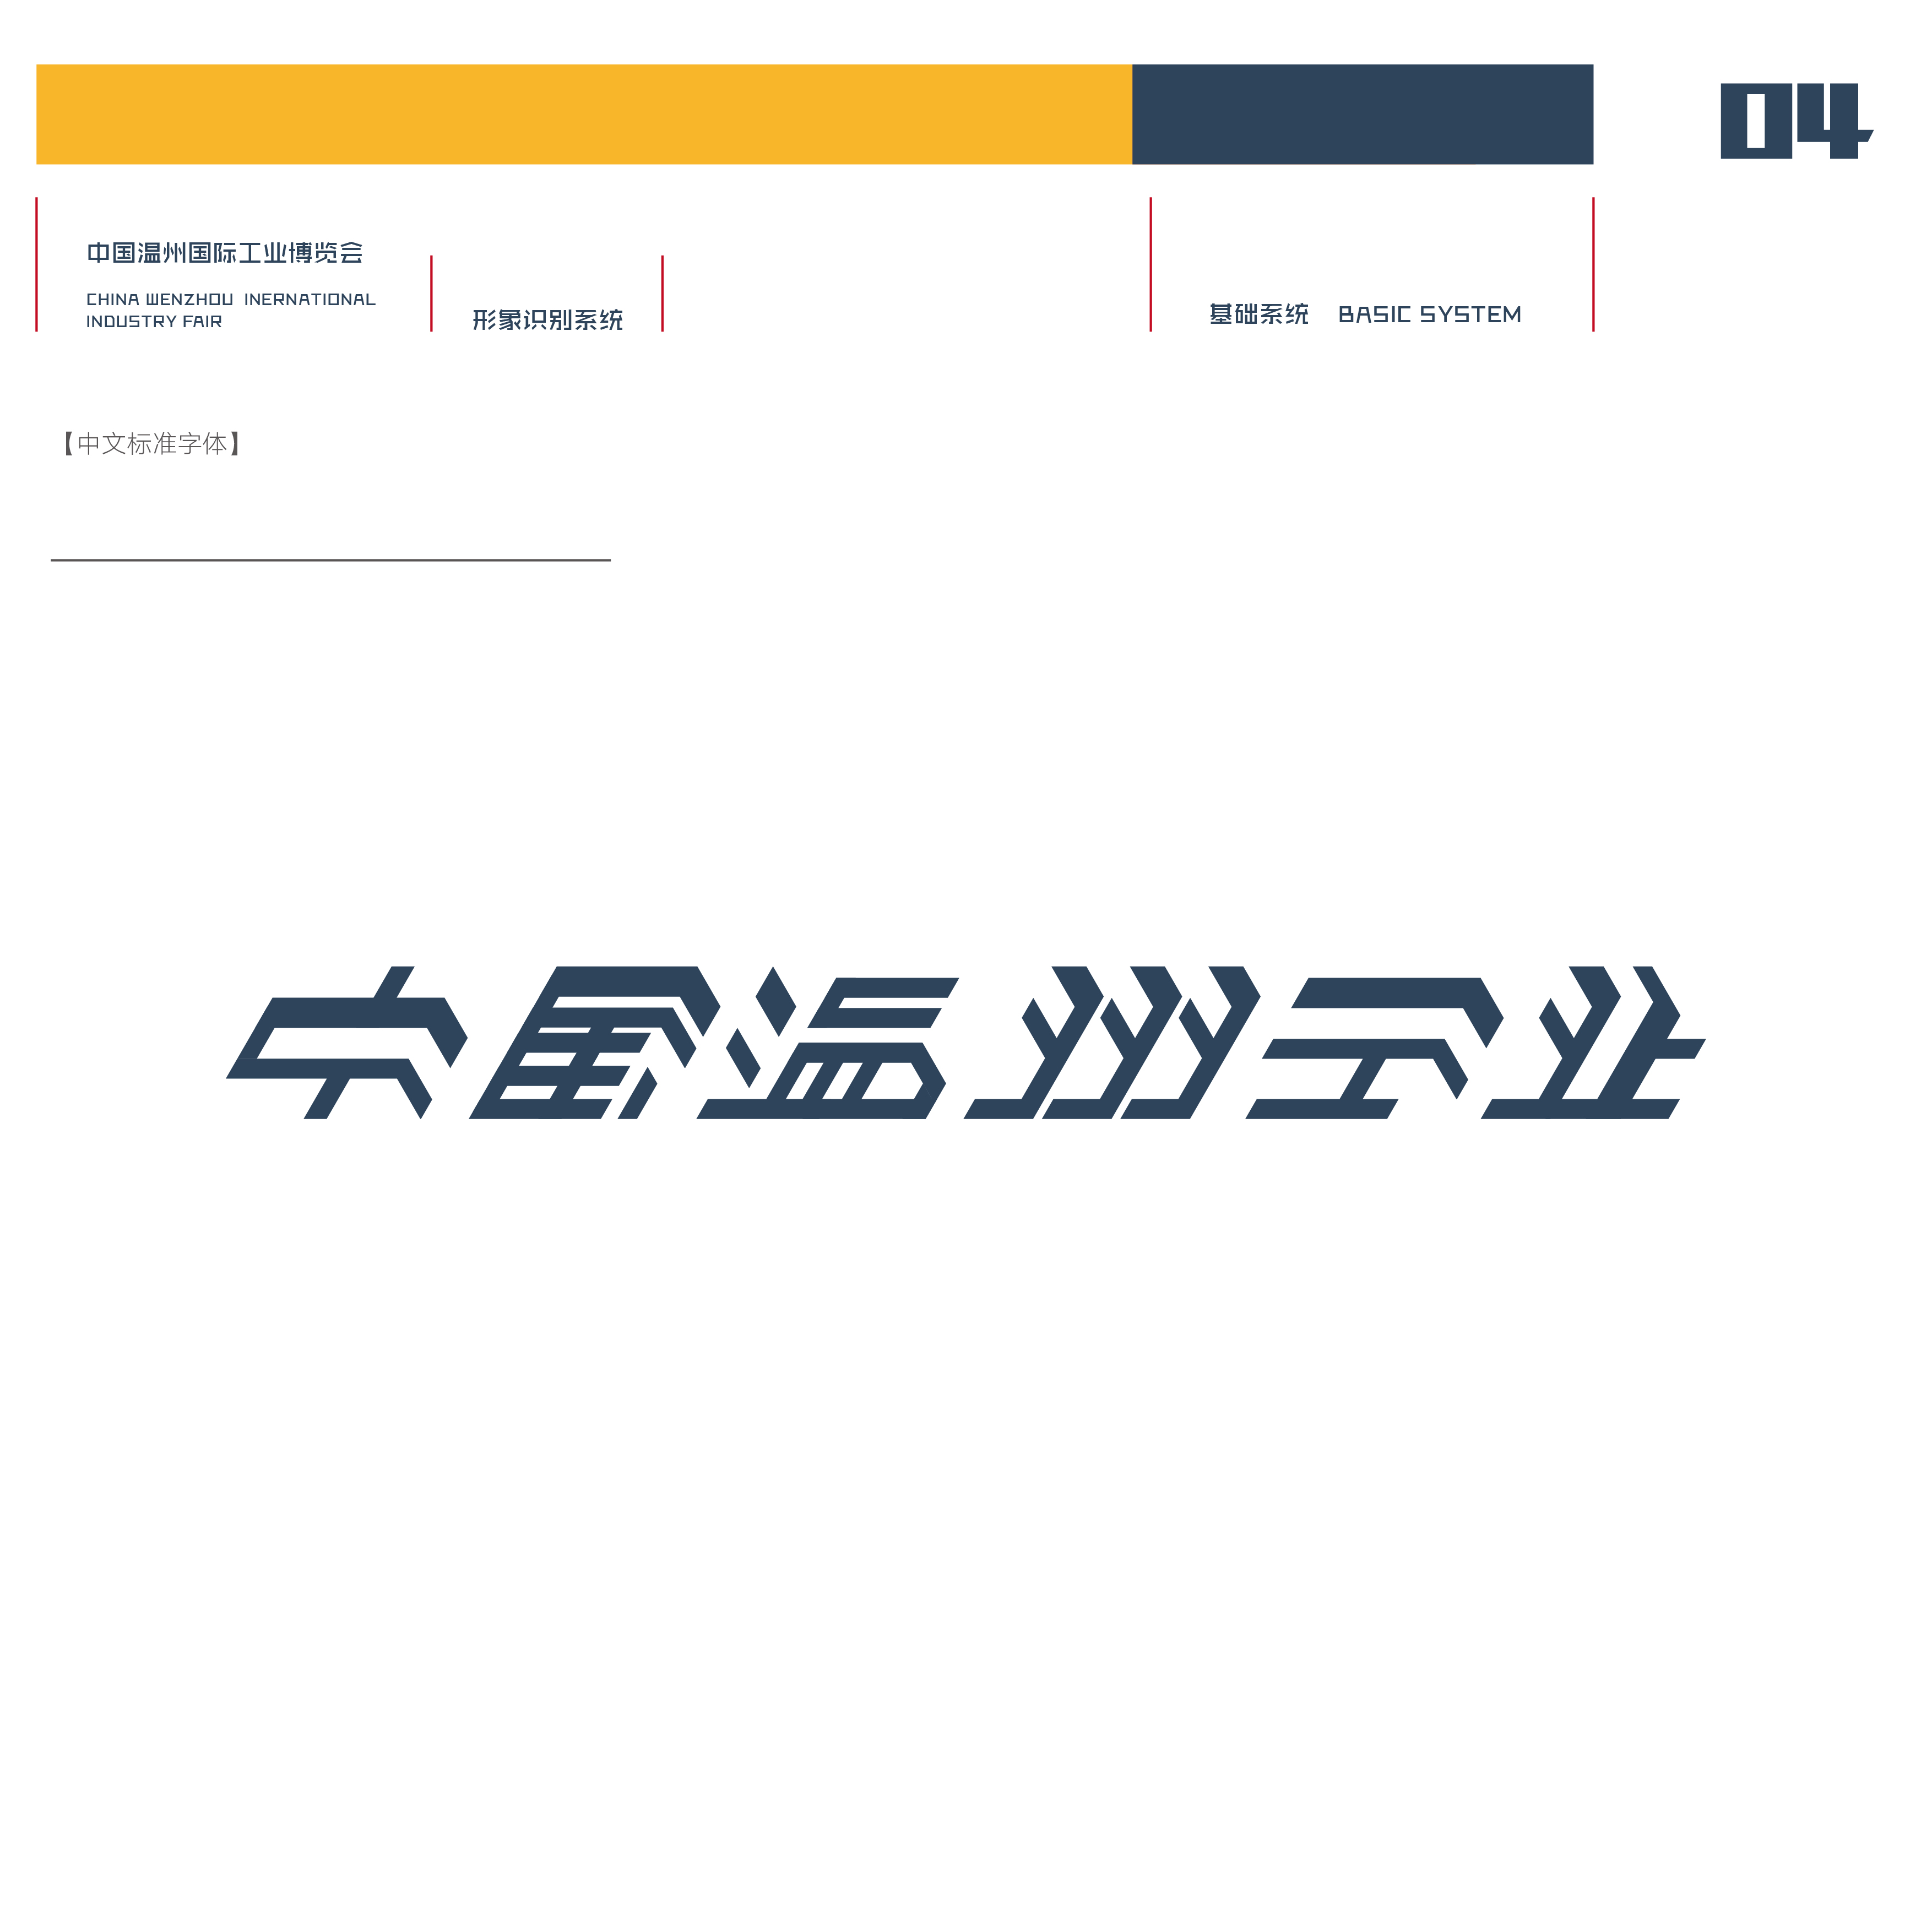 04
中国温州国际工业博览会
CHINA WENZHOU INERNATIONAL
INDUSTRY FAIR
形象识别系统
基础系统 BASIC SYSTEM
【中文标准字体】
中国温州工业